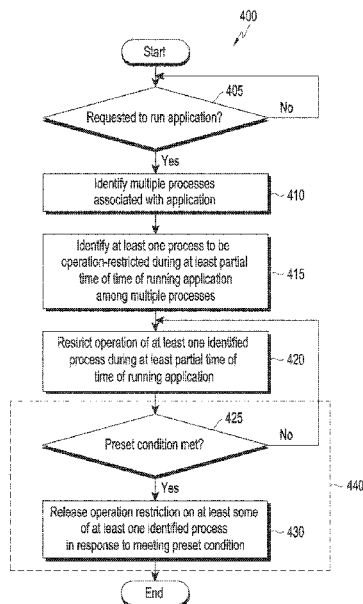 400
Start
405
Requested to run application?
No
Yes
Identify multiple processes
associated with application
410
Identify at least one process to be
operation-restricted during at least partial
time of time of running application
among multiple processes
415
Restrict operation of at least one identified
process during at least partial time of
time of running application
420
425
Preset condition met?
No
440
Yes
Release operation restriction on at least some
of at least one identified process
in response to meeting preset condition
430
End